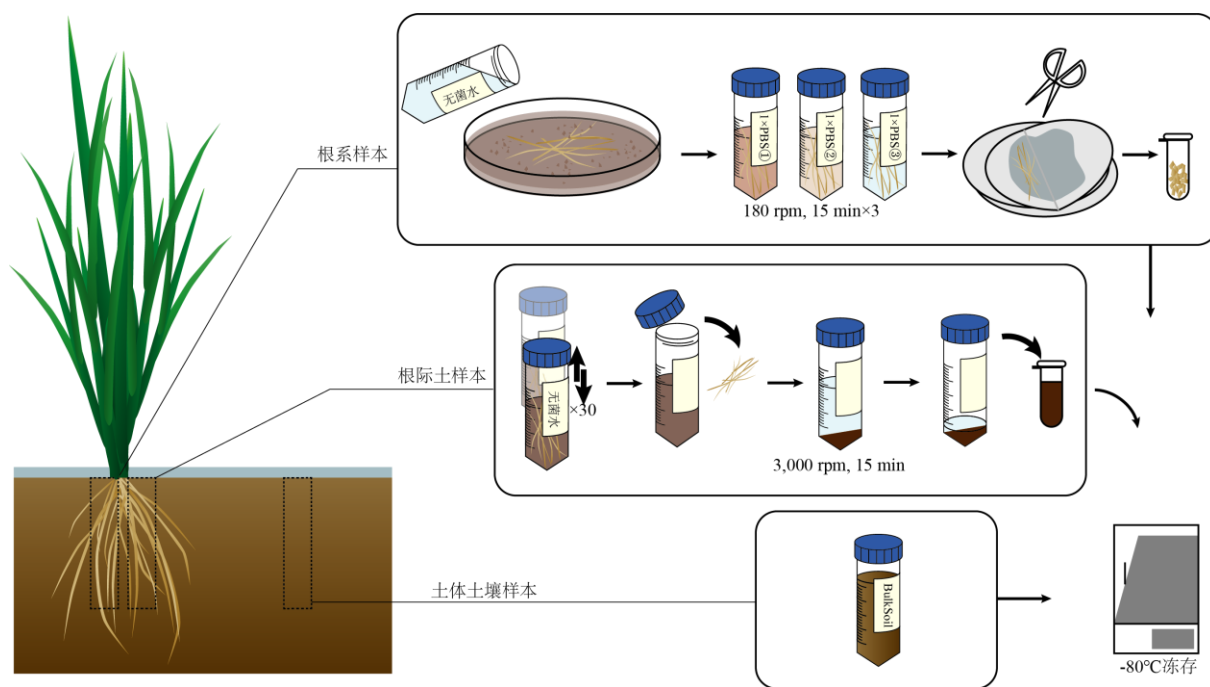 无菌水
1×PBS①
1×PBS②
1×PBS③
根系样本
180 rpm, 15 min×3
无菌水
×30
根际土样本
3,000 rpm, 15 min
BulkSoil
土体土壤样本
-80℃冻存